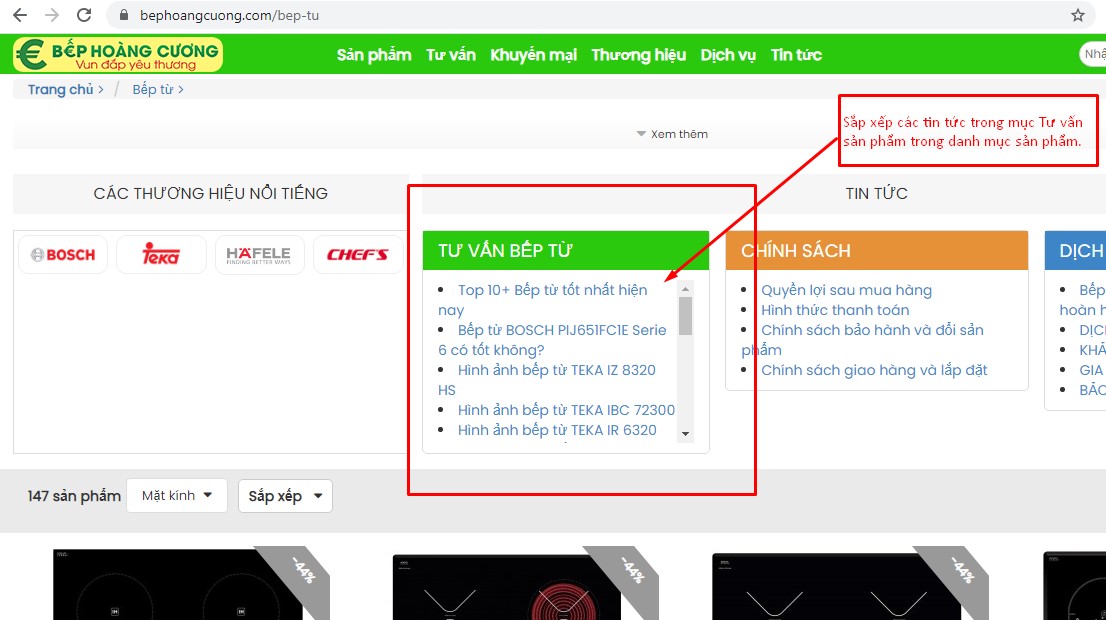 bephoangcuong.com/bep-tu
BẾP HOÀNG CƯƠNG
Vun đắp yêu thương
Sản phẩm Tư vấn Khuyến mại Thương hiệu Dịch vụ Tin tức
Trang chủ > / Bếp từ >
Xem thêm
Sắp xếp các tin tức trong mục Tư vấn
sản phẩm trong danh mục sản phẩm.
CÁC THƯƠNG HIỆU NỔI TIẾNG
TIN TỨC
BOSCH
Teka
HÄFELE
FINDING BETTER WAYS
CHEF'S
TƯ VẤN BẾP TỪ
Top 10+ Bếp từ tốt nhất hiện
nay
Bếp từ BOSCH PIJ651FC1E Serie
6 có tốt không?
Hình ảnh bếp từ TEKA IZ 8320
HS
Hình ảnh bếp từ TEKA IBC 72300
Hình ảnh bếp từ TEKA IR 6320
CHÍNH SÁCH
Quyền lợi sau mua hàng
Hình thức thanh toán
Chính sách bảo hành và đổi sản
phẩm
Chính sách giao hàng và lắp đặt
DỊCH
Bếp
hoàn h
DỊC
KHẢ
GIA
BẢO
147 sản phẩm
Mặt kính
Sắp xếp
-44%
-44%
-44%